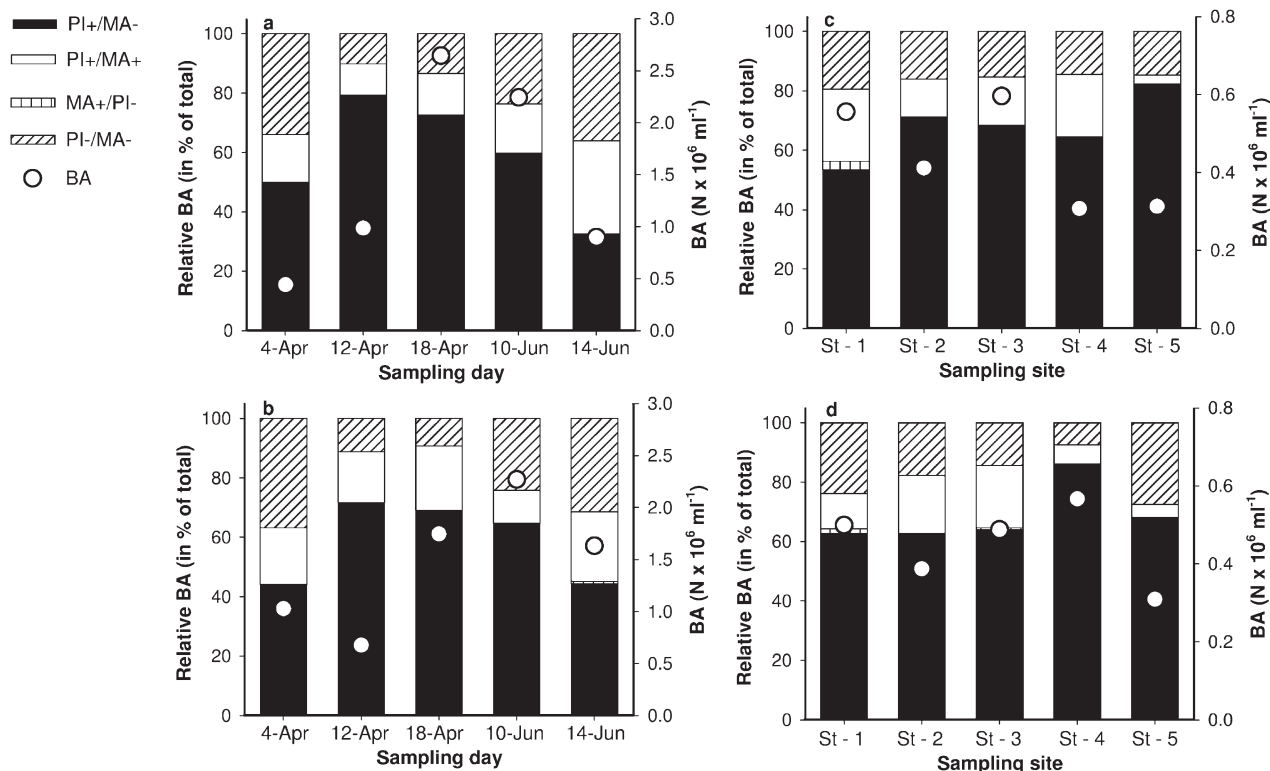 PI+/MA-
PI+/MA+
MA+/PI-
PI-/MA-
BA
a
Relative BA (in % of total)
100
80
60
40
20
0
3.0
2.5
2.0
1.5
1.0
0.5
0.0
BA (N x 10⁶ ml⁻¹)
4-Apr 12-Apr 18-Apr 10-Jun 14-Jun
Sampling day
c
Relative BA (in % of total)
100
80
60
40
20
0
0.8
0.6
0.4
0.2
0.0
BA (N x 10⁶ ml⁻¹)
St - 1 St - 2 St - 3 St - 4 St - 5
Sampling site
b
Relative BA (in % of total)
100
80
60
40
20
0
3.0
2.5
2.0
1.5
1.0
0.5
0.0
BA (N x 10⁶ ml⁻¹)
4-Apr 12-Apr 18-Apr 10-Jun 14-Jun
Sampling day
d
Relative BA (in % of total)
100
80
60
40
20
0
0.8
0.6
0.4
0.2
0.0
BA (N x 10⁶ ml⁻¹)
St - 1 St - 2 St - 3 St - 4 St - 5
Sampling site